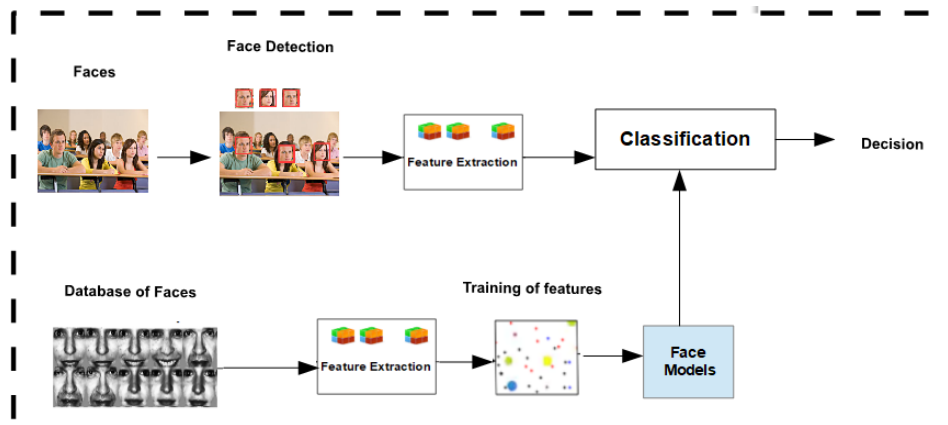 Face Detection
Faces
Feature Extraction
Classification
Decision
Database of Faces
Training of features
Feature Extraction
Face
Models